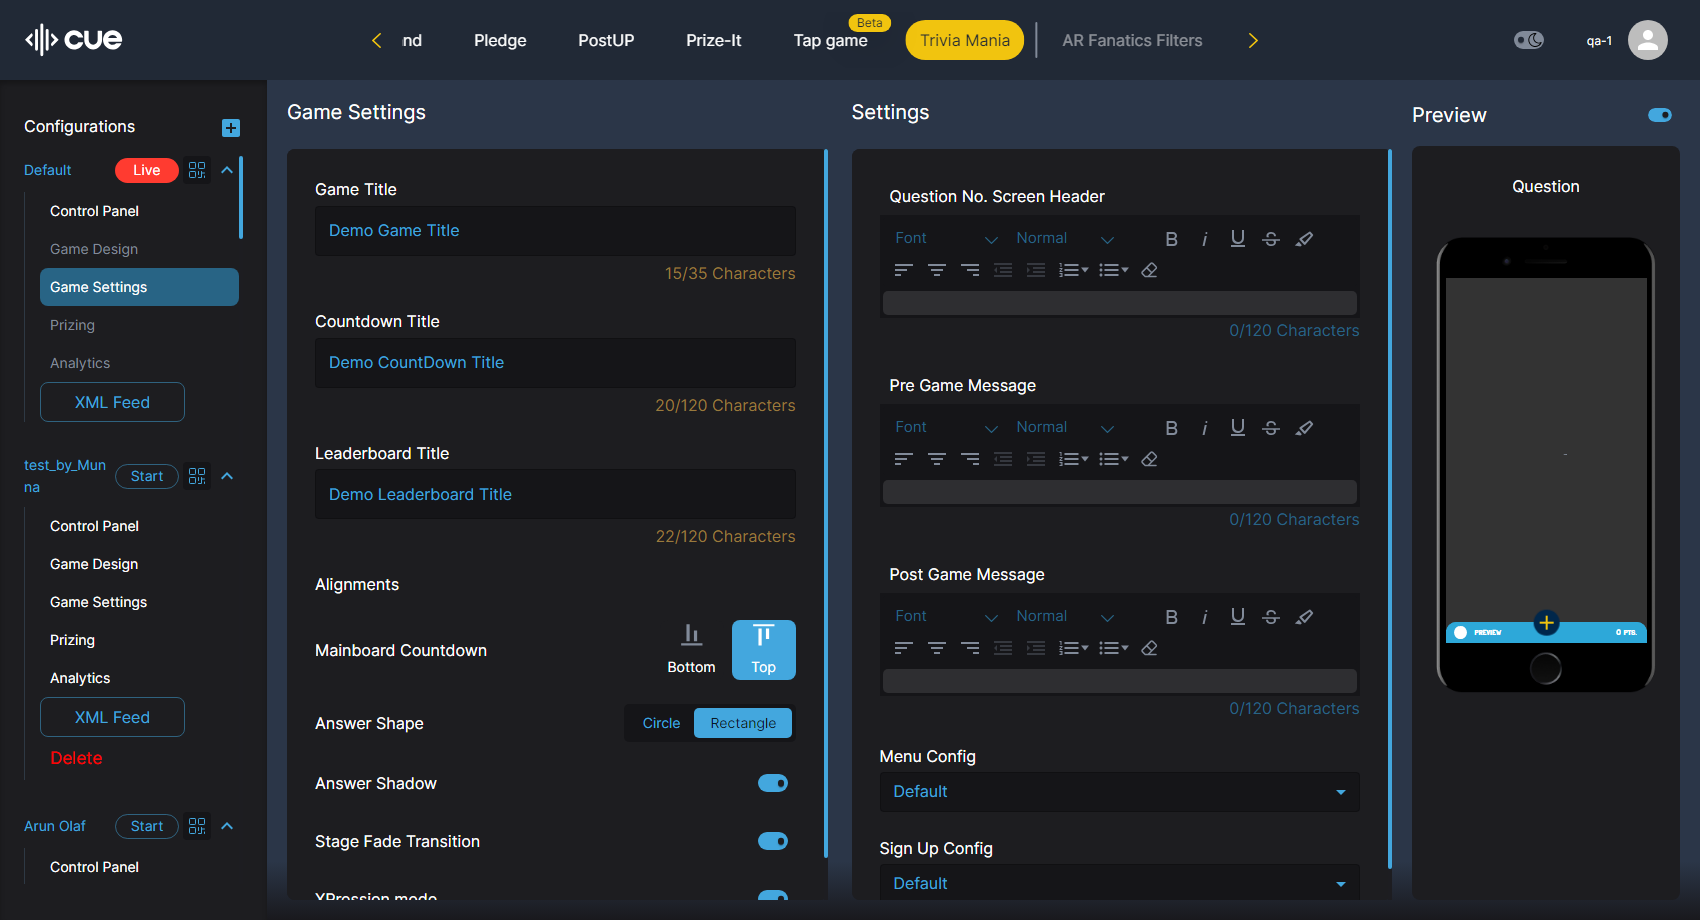 cue
nd
Pledge
PostUP
Prize-It
Tap game
Beta
Trivia Mania
AR Fanatics Filters
qa-1
Configurations
Default
Live
Control Panel
Game Design
Game Settings
Prizing
Analytics
XML Feed
test_by_Mun
na
Start
Control Panel
Game Design
Game Settings
Prizing
Analytics
XML Feed
Delete
Arun Olaf
Start
Control Panel
Game Settings
Game Title
Demo Game Title
15/35 Characters
Countdown Title
Demo CountDown Title
20/120 Characters
Leaderboard Title
Demo Leaderboard Title
22/120 Characters
Alignments
Mainboard Countdown
Bottom
Top
Answer Shape
Circle
Rectangle
Answer Shadow
Stage Fade Transition
XPression mode
Settings
Question No. Screen Header
Font
Normal
B
i
U
S
0/120 Characters
Pre Game Message
Font
Normal
B
i
U
S
0/120 Characters
Post Game Message
Font
Normal
B
i
U
S
0/120 Characters
Menu Config
Default
Sign Up Config
Default
Preview
Question
PREVIEW
0 PTS.